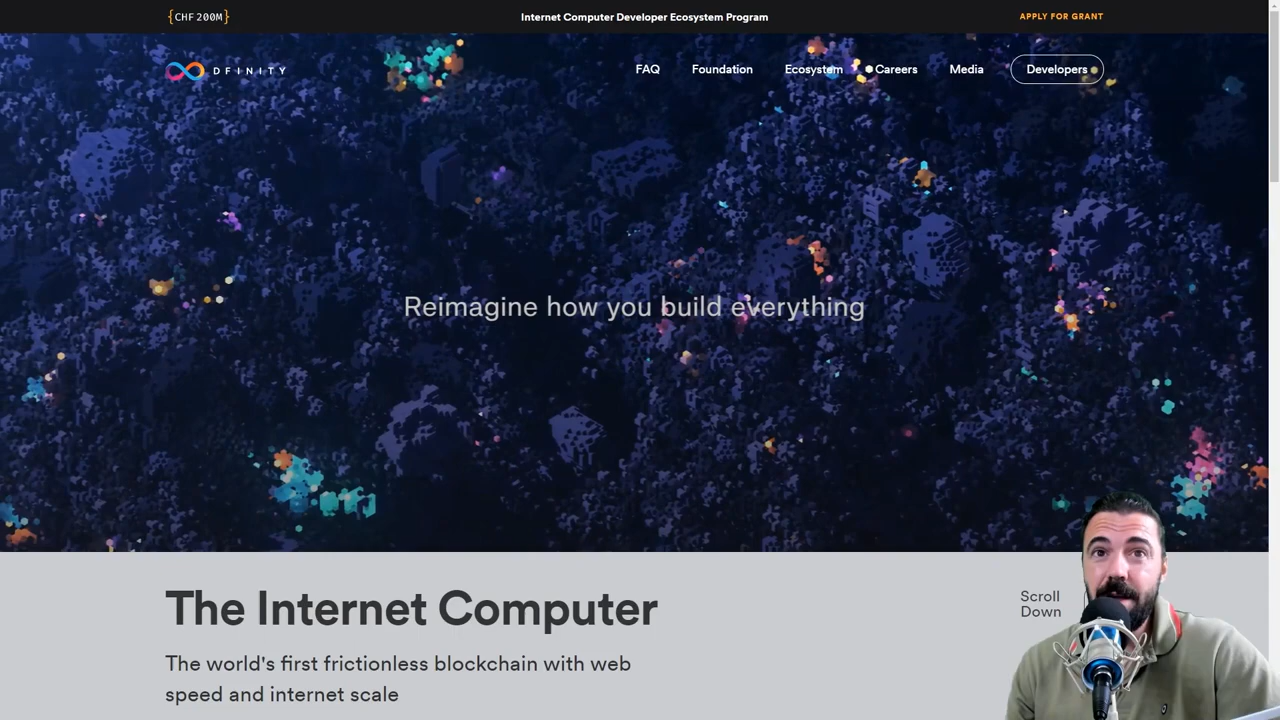 {CHF 200M}
Internet Computer Developer Ecosystem Program
APPLY FOR GRANT
DFINITY
FAQ
Foundation
Ecosystem
Careers
Media
Developers
Reimagine how you build everything
The Internet Computer
Scroll
Down
The world's first frictionless blockchain with web
speed and internet scale